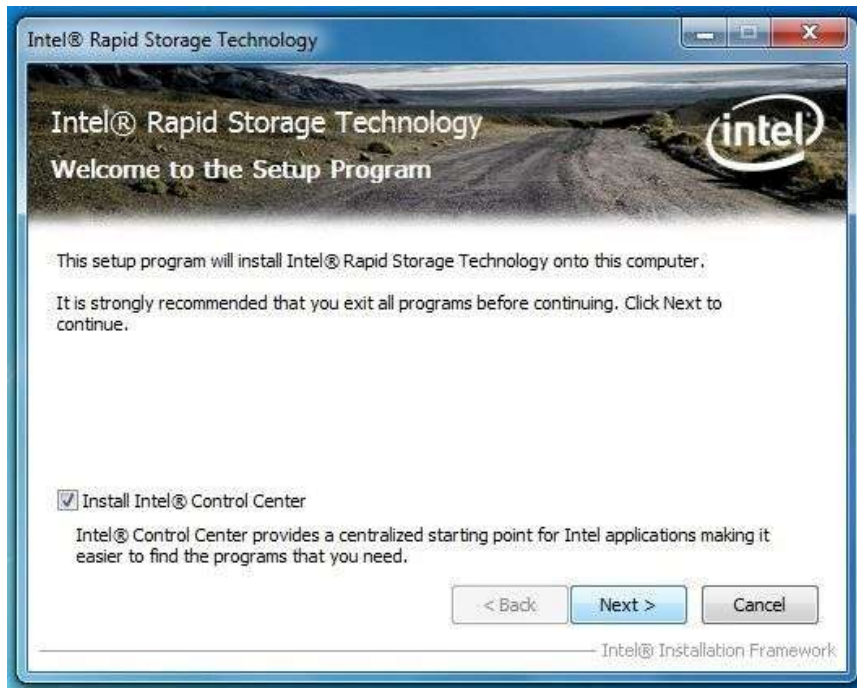 Intel® Rapid Storage Technology
Intel® Rapid Storage Technology
intel
Welcome to the Setup Program
This setup program will install Intel® Rapid Storage Technology onto this computer.
It is strongly recommended that you exit all programs before continuing. Click Next to
continue.
Install Intel® Control Center
Intel® Control Center provides a centralized starting point for Intel applications making it
easier to find the programs that you need.
< Back Next > Cancel
Intel® Installation Framework